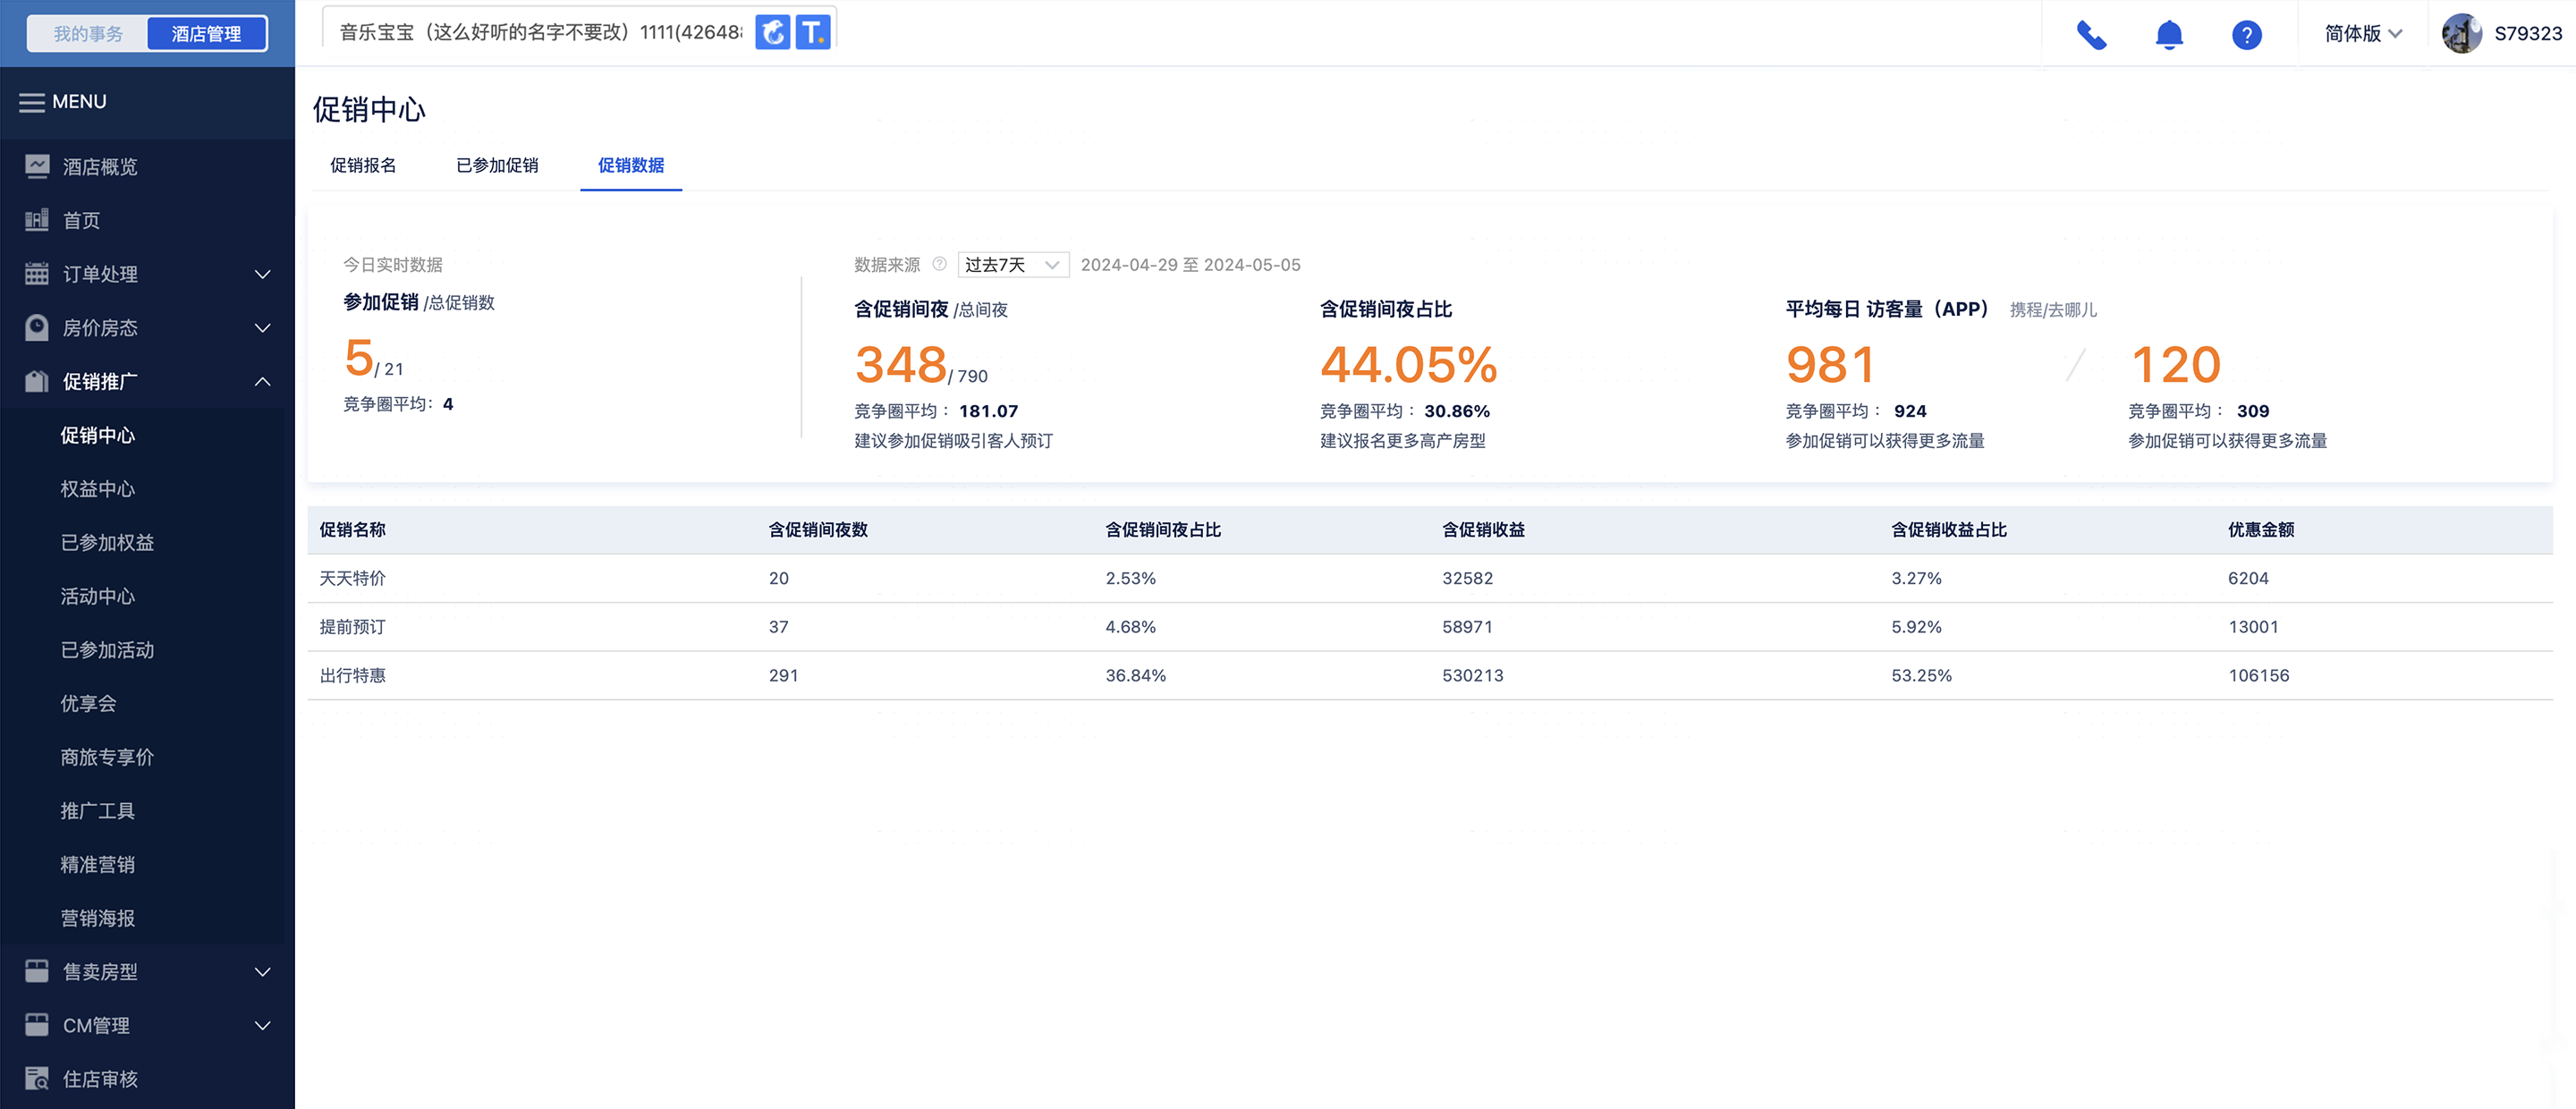 我的事务 酒店管理
音乐宝宝（这么好听的名字不要改）1111(42648
T.
?
简体版
S79323
MENU
酒店概览
首页
订单处理
房价房态
促销推广
促销中心
权益中心
已参加权益
活动中心
已参加活动
优享会
商旅专享价
推广工具
精准营销
营销海报
售卖房型
CM管理
住店审核
促销中心
促销报名 已参加促销 促销数据
今日实时数据
参加促销 /总促销数
5/ 21
竞争圈平均： 4
数据来源 ? 过去7天 2024-04-29 至 2024-05-05
含促销间夜 /总间夜
348/ 790
竞争圈平均： 181.07
建议参加促销吸引客人预订
含促销间夜占比
44.05%
竞争圈平均： 30.86%
建议报名更多高产房型
平均每日 访客量（APP） 携程/去哪儿
981 / 120
竞争圈平均： 924
参加促销可以获得更多流量
竞争圈平均： 309
参加促销可以获得更多流量
促销名称 含促销间夜数 含促销间夜占比 含促销收益 含促销收益占比 优惠金额
天天特价 20 2.53% 32582 3.27% 6204
提前预订 37 4.68% 58971 5.92% 13001
出行特惠 291 36.84% 530213 53.25% 106156